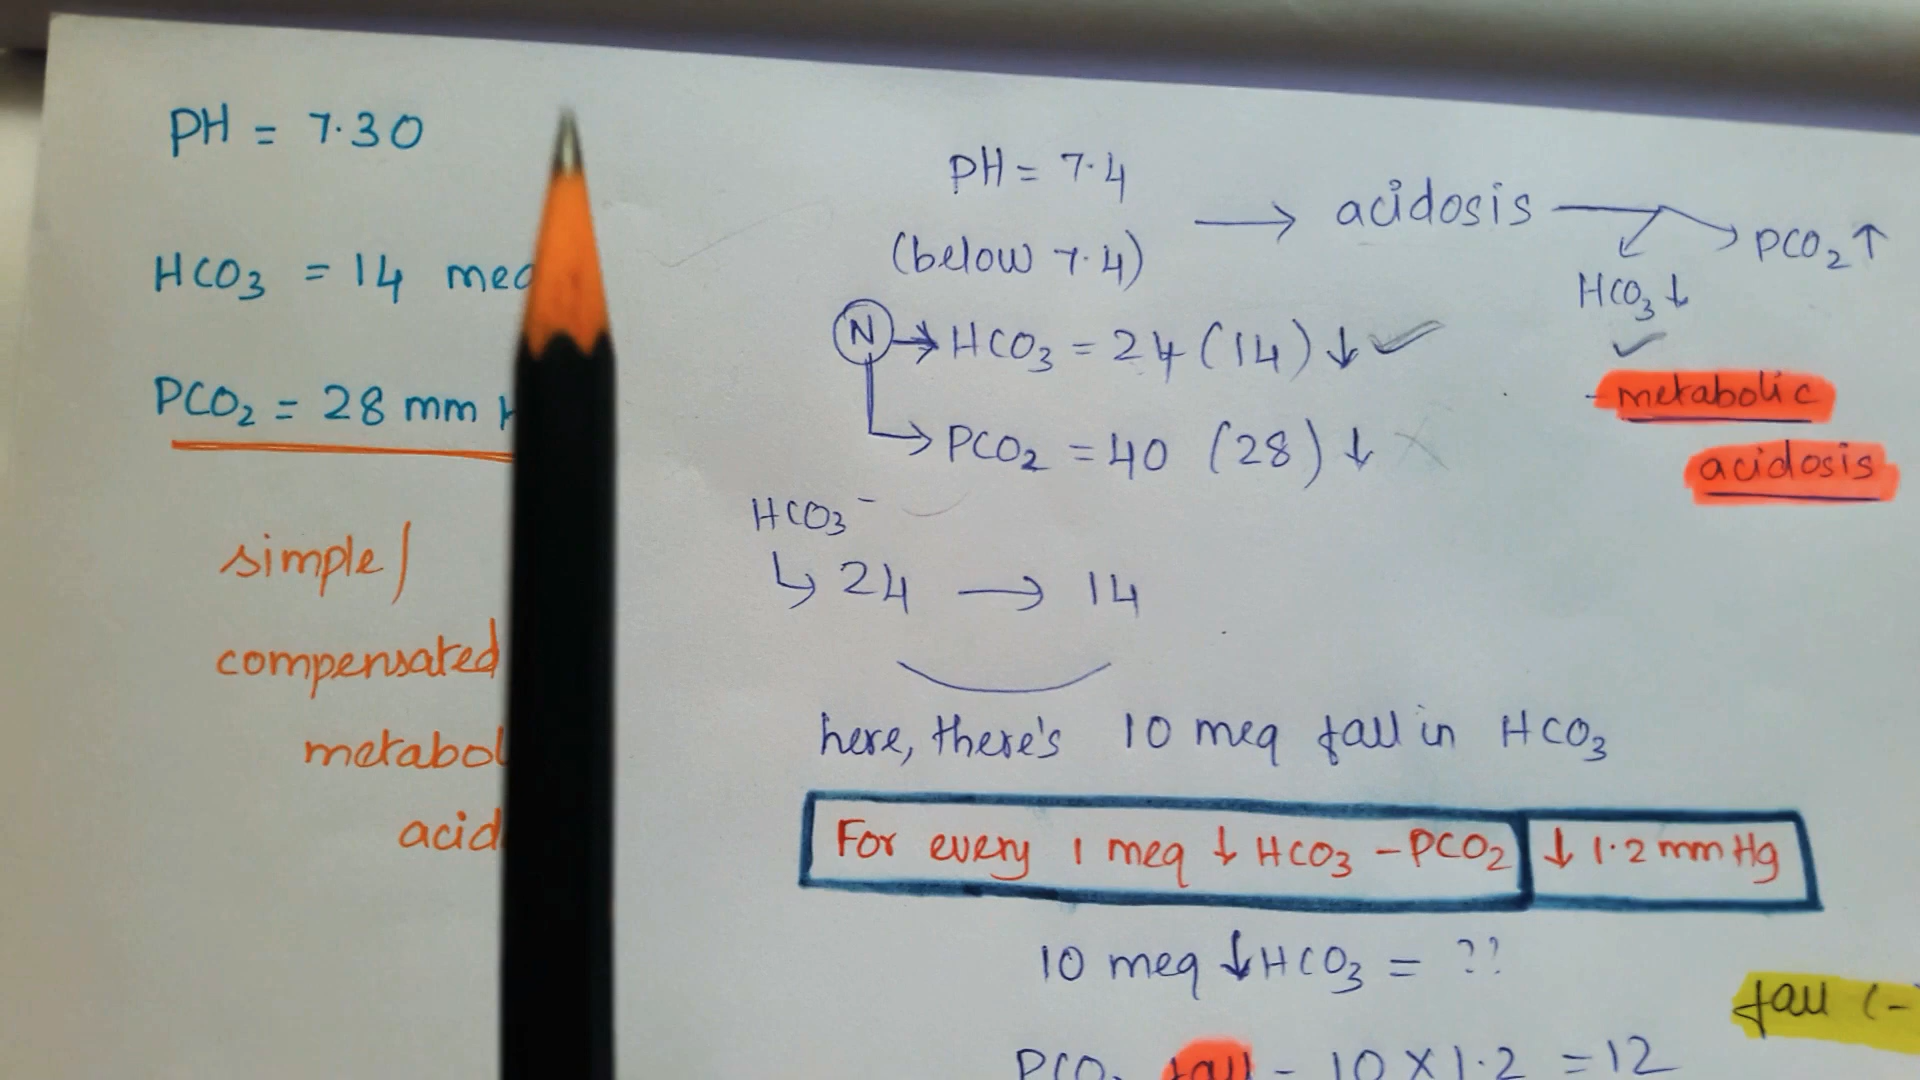 PH = 7.30
HCO3 = 14 meq
PCO2 = 28 mm H
simple/
compensated
metabol
acid
PH = 7.4
(below 7.4)
→ acidosis
PCO2 ↑
HCO3 ↓
✓
metabolic
acidosis
N → HCO3 = 24 (14) ↓ ✓
→ PCO2 = 40 (28) ↓ ×
HCO3⁻
↳ 24 → 14
here, there's 10 meq fall in HCO3
For every 1 meq ↓ HCO3 - PCO2 ↓ 1.2 mm Hg
10 meq ↓ HCO3 = ??
fall (-
PCO2 fall - 10 X 1.2 = 12